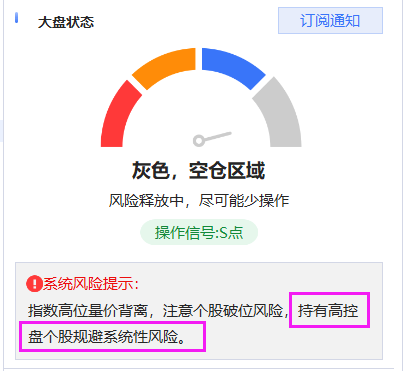 大盘状态
订阅通知
灰色，空仓区域
风险释放中，尽可能少操作
操作信号:S点
系统风险提示：
指数高位量价背离，注意个股破位风险，持有高控
盘个股规避系统性风险。